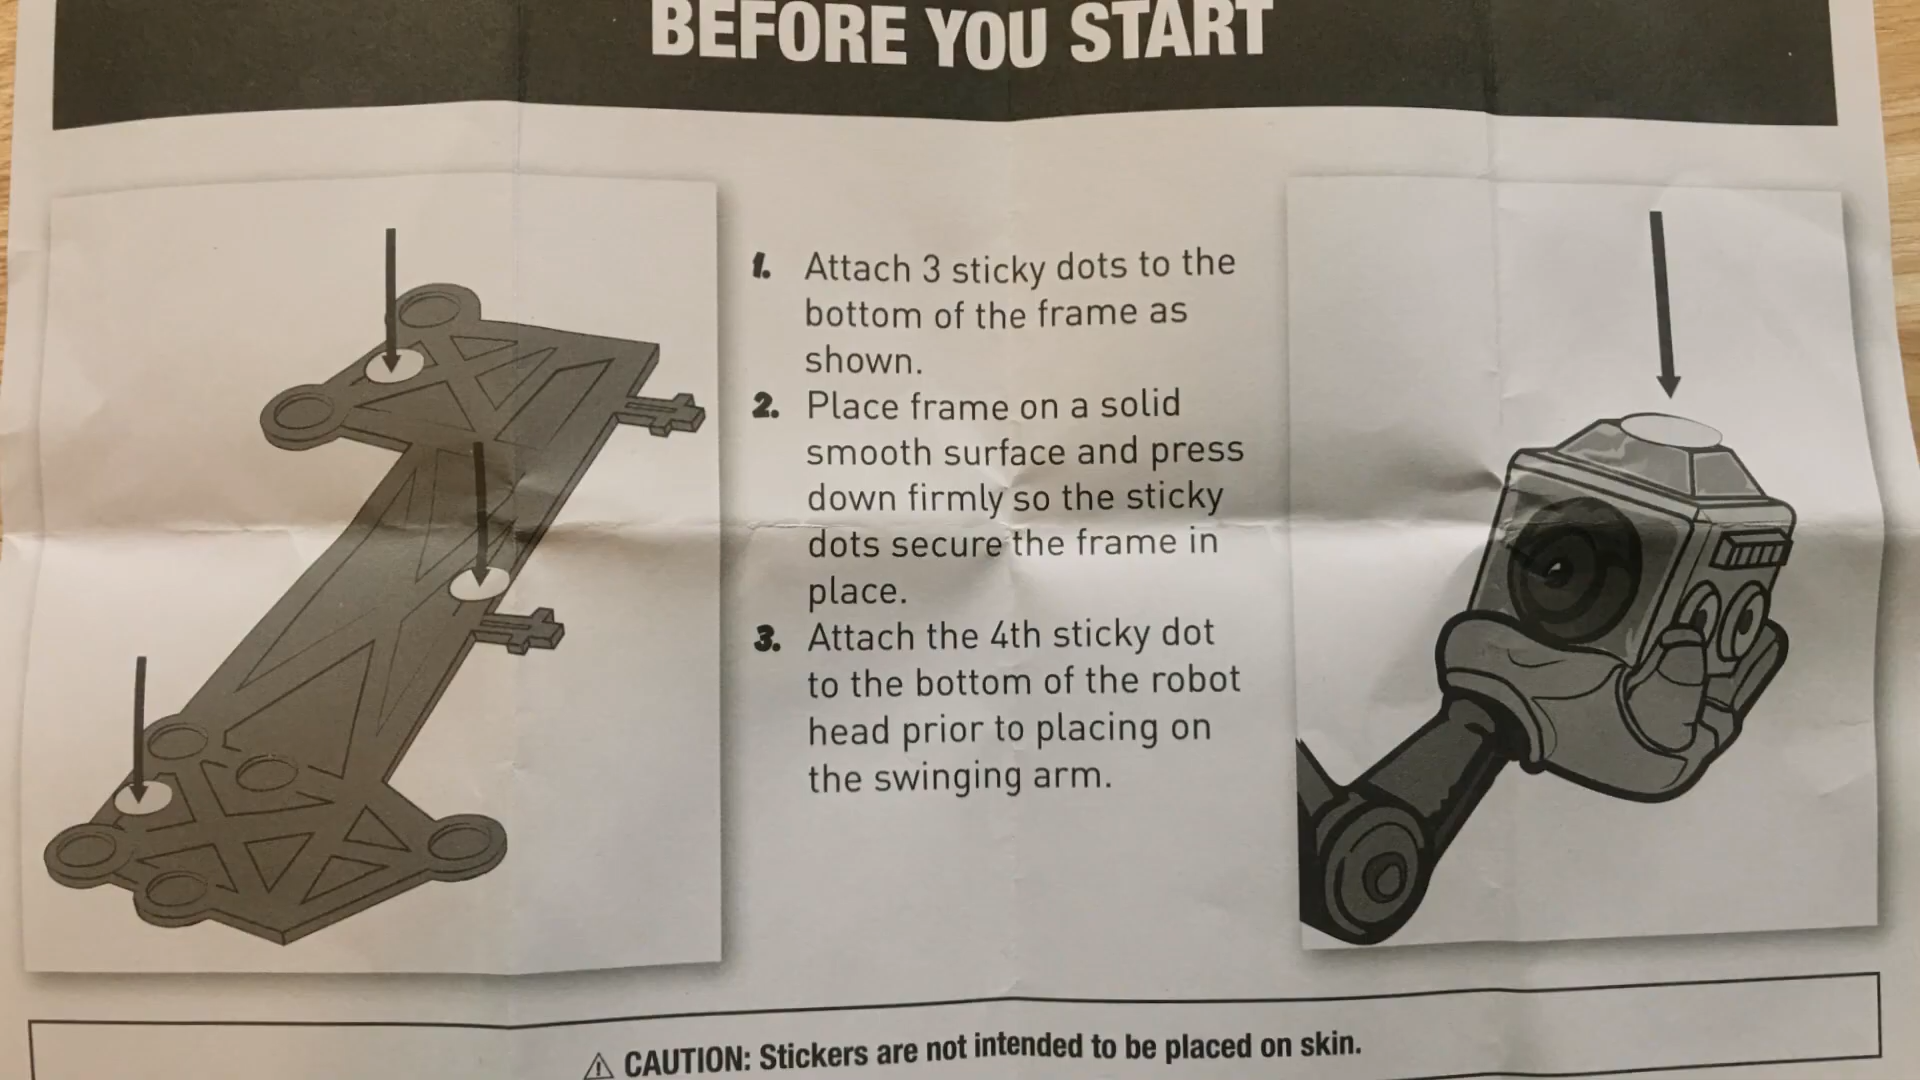 BEFORE YOU START
1. Attach 3 sticky dots to the
bottom of the frame as
shown.
2. Place frame on a solid
smooth surface and press
down firmly so the sticky
dots secure the frame in
place.
3. Attach the 4th sticky dot
to the bottom of the robot
head prior to placing on
the swinging arm.
⚠ CAUTION: Stickers are not intended to be placed on skin.